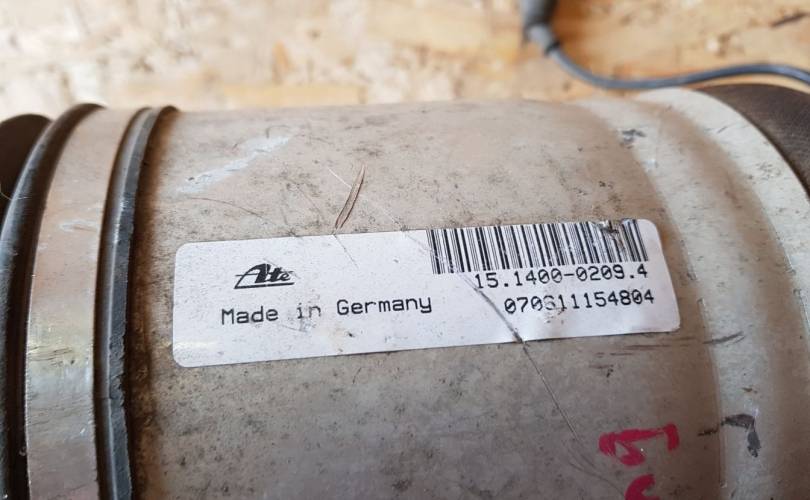 Ate
Made in Germany
15.1400-0209.4
070611154804